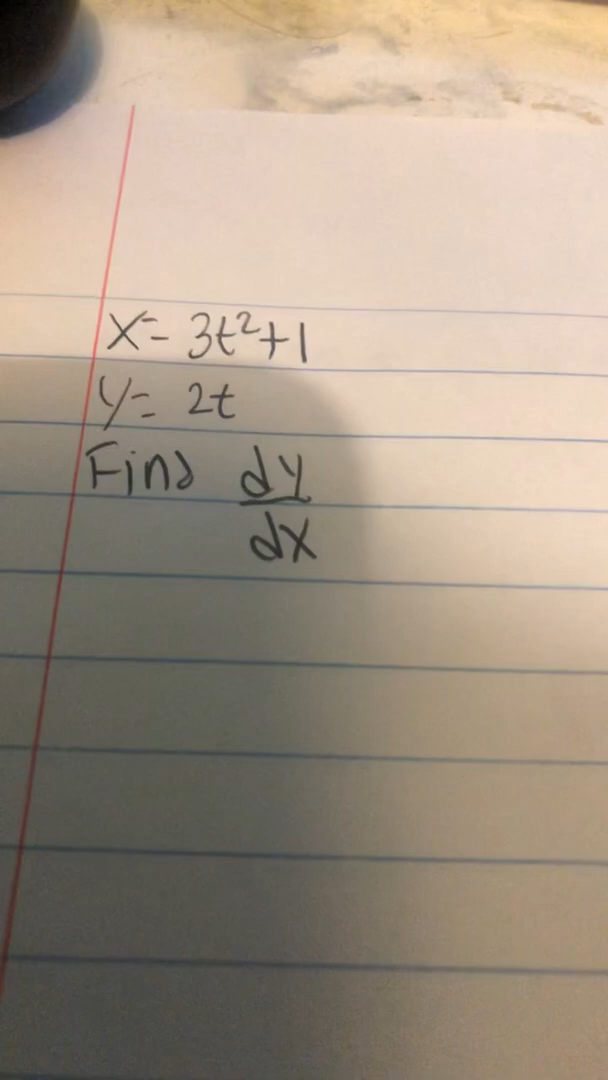 x = 3t²+1
y = 2t
Find dy/dx